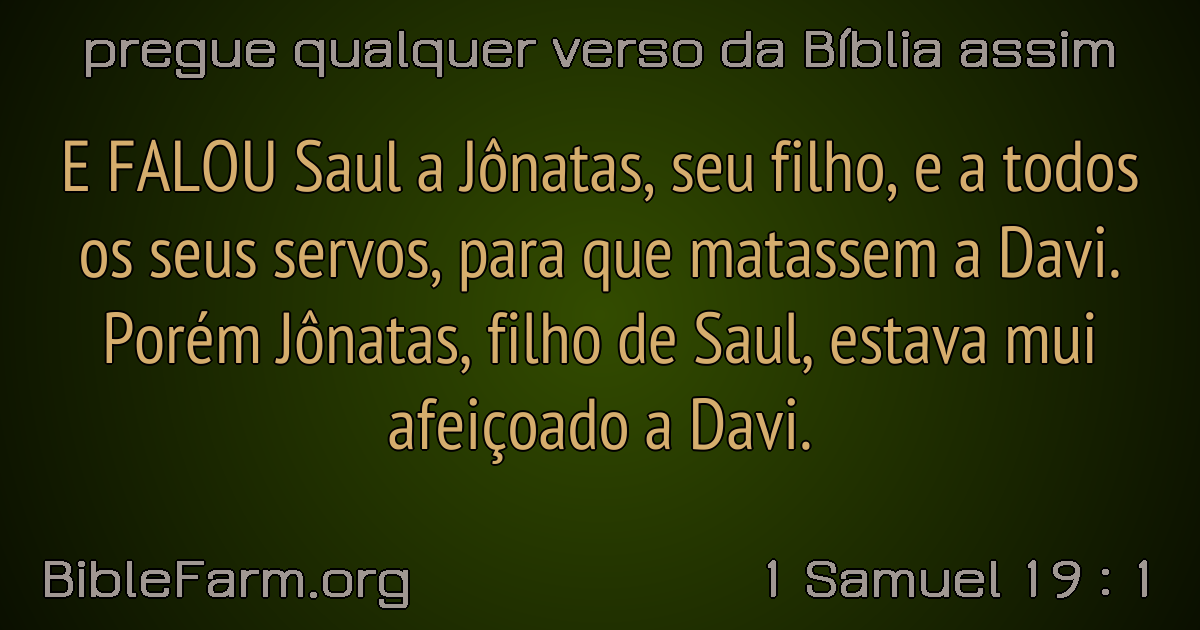 pregue qualquer verso da Bíblia assim
E FALOU Saul a Jônatas, seu filho, e a todos
os seus servos, para que matassem a Davi.
Porém Jônatas, filho de Saul, estava mui
afeiçoado a Davi.
BibleFarm.org
1 Samuel 19 : 1